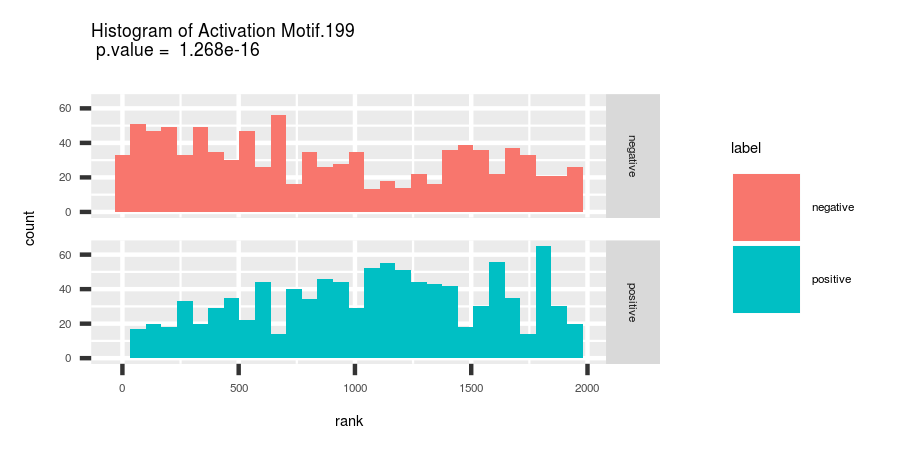 Histogram of Activation Motif.199
p.value = 1.268e-16
60
40
20
0
negative
60
40
20
0
positive
0 500 1000 1500 2000
rank
count
label
negative
positive